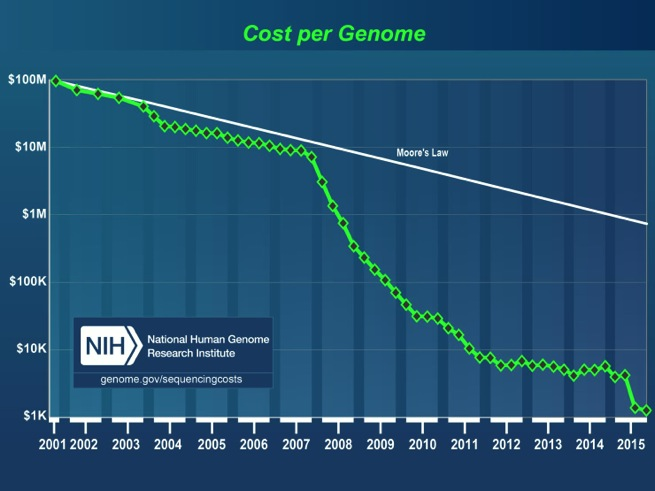 Cost per Genome
$100M
$10M
$1M
$100K
$10K
$1K
Moore's Law
NIH
National Human Genome
Research Institute
genome.gov/sequencingcosts
2001 2002 2003 2004 2005 2006 2007 2008 2009 2010 2011 2012 2013 2014 2015